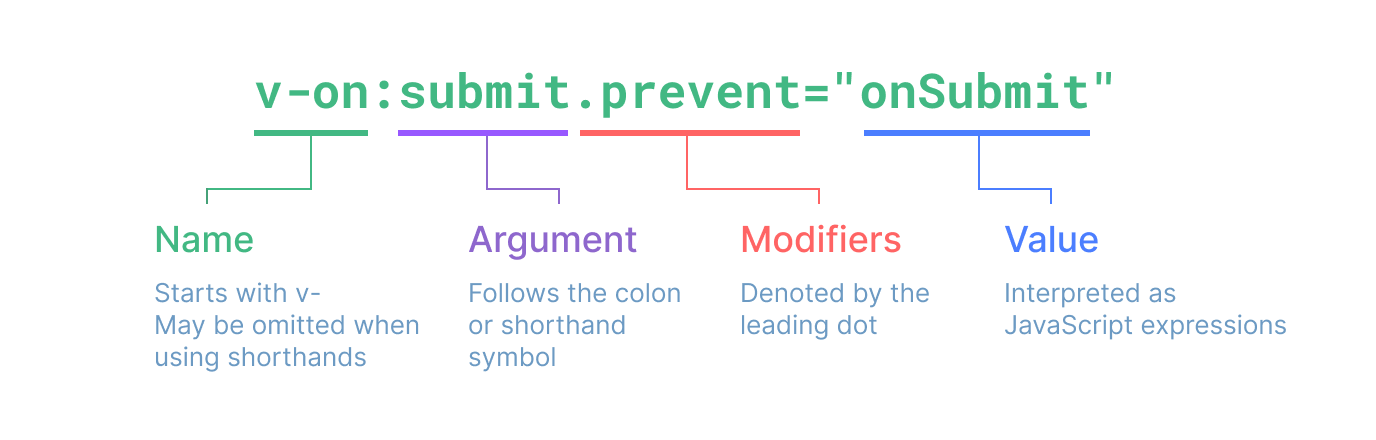 v-on:submit.prevent="onSubmit"
Name
Starts with v-
May be omitted when
using shorthands
Argument
Follows the colon
or shorthand
symbol
Modifiers
Denoted by the
leading dot
Value
Interpreted as
JavaScript expressions